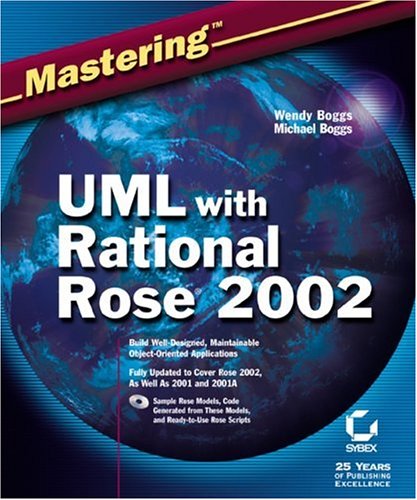 Mastering™
Wendy Boggs
Michael Boggs
UML with
Rational
Rose® 2002
Build Well-Designed, Maintainable
Object-Oriented Applications
Fully Updated to Cover Rose 2002,
As Well As 2001 and 2001A
Sample Rose Models, Code
Generated from These Models,
and Ready-to-Use Rose Scripts
SYBEX
25 YEARS
OF PUBLISHING
EXCELLENCE